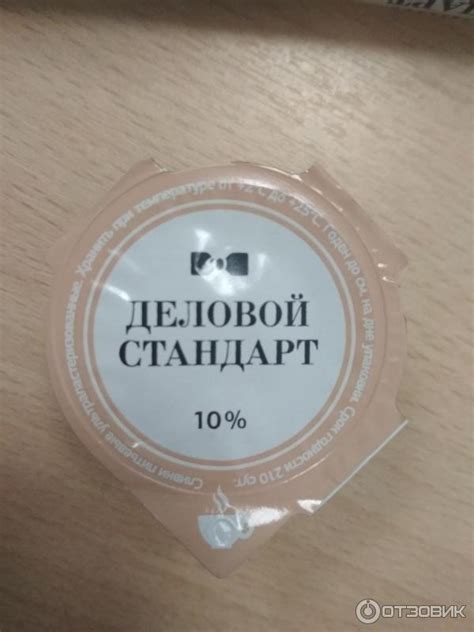 ДЕЛОВОЙ
СТАНДАРТ
10%
Сливки питьевые ультрапастеризованные. Хранить при температуре от +2°С до +25°С. Годен до см. на дне упаковки. Срок годности 210 сут.
ОТЗОВИК